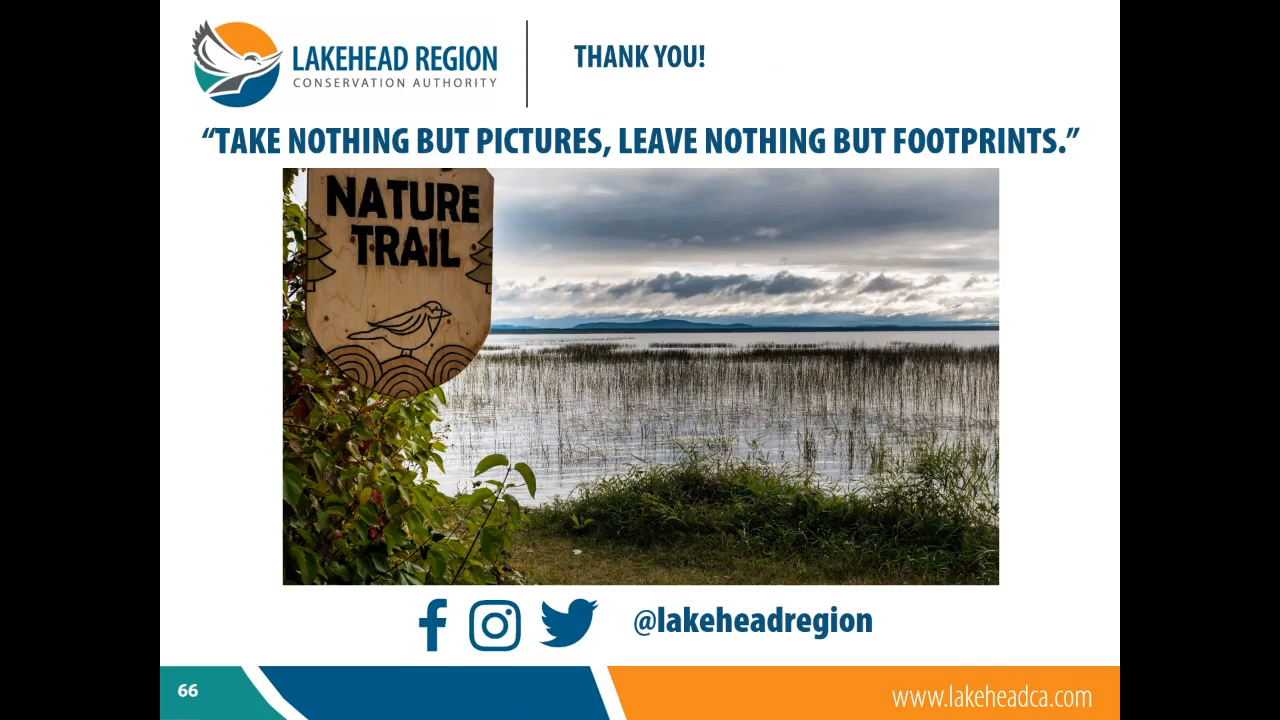 LAKEHEAD REGION
CONSERVATION AUTHORITY
THANK YOU!
“TAKE NOTHING BUT PICTURES, LEAVE NOTHING BUT FOOTPRINTS.”
NATURE
TRAIL
@lakeheadregion
66
www.lakeheadca.com